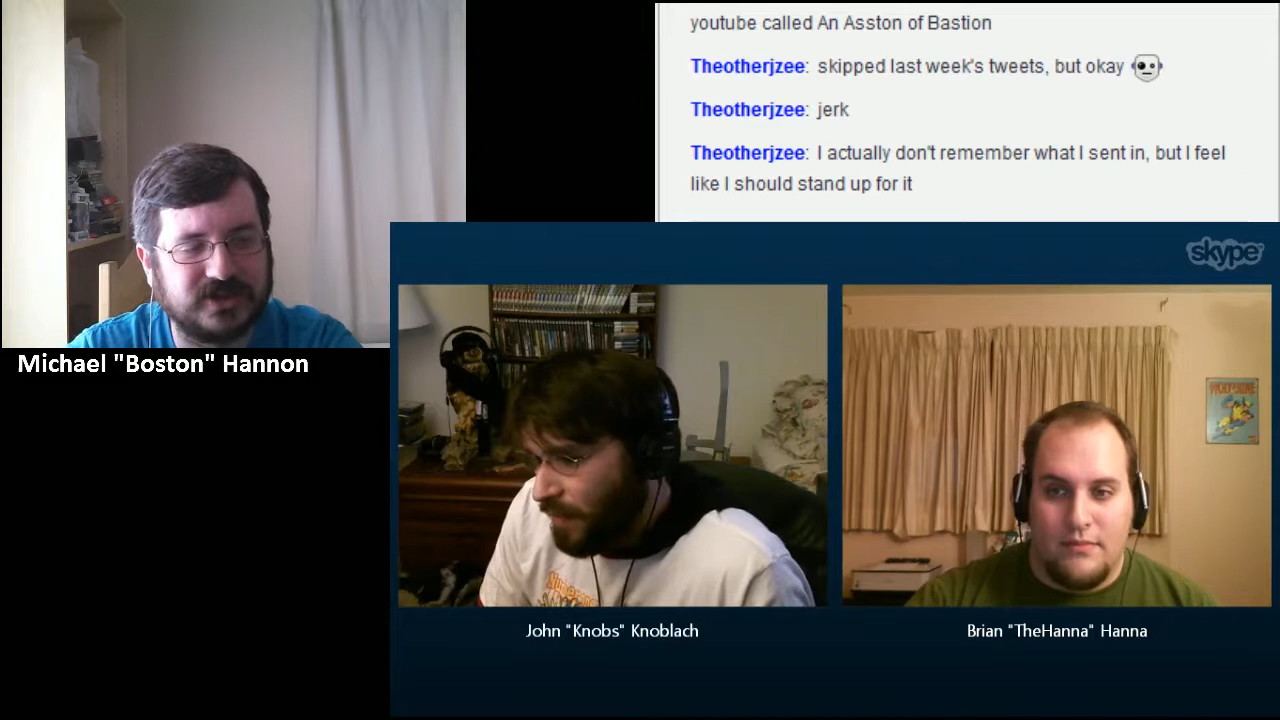 youtube called An Asston of Bastion
Theotherjzee: skipped last week's tweets, but okay
Theotherjzee: jerk
Theotherjzee: I actually don't remember what I sent in, but I feel
like I should stand up for it
skype
Michael "Boston" Hannon
John "Knobs" Knoblach
Brian "TheHanna" Hanna